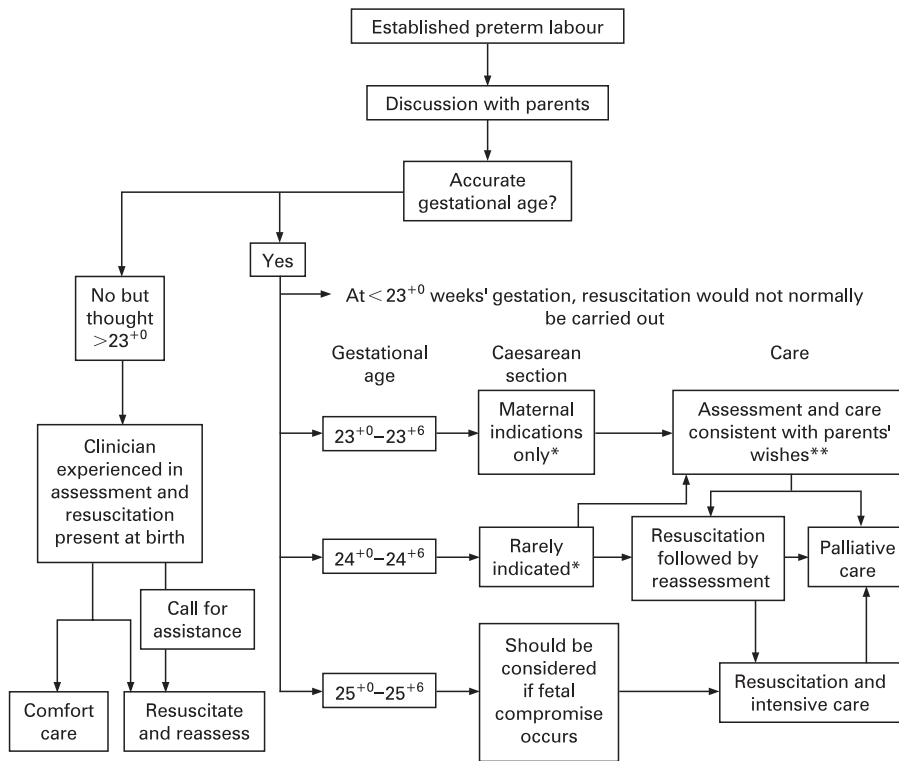 Established preterm labour
Discussion with parents
Accurate
gestational age?
Yes
No but
thought
>23⁺⁰
At < 23⁺⁰ weeks' gestation, resuscitation would not normally
be carried out
Gestational
age
Caesarean
section
Care
23⁺⁰–23⁺⁶
Maternal
indications
only*
Assessment and care
consistent with parents'
wishes**
Clinician
experienced in
assessment and
resuscitation
present at birth
24⁺⁰–24⁺⁶
Rarely
indicated*
Resuscitation
followed by
reassessment
Palliative
care
Call for
assistance
Comfort
care
Resuscitate
and reassess
25⁺⁰–25⁺⁶
Should be
considered
if fetal
compromise
occurs
Resuscitation and
intensive care